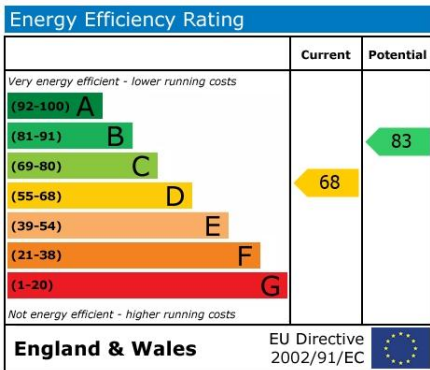 Energy Efficiency Rating
Current Potential
Very energy efficient - lower running costs
(92-100) A
(81-91) B
83
(69-80) C
68
(55-68) D
(39-54) E
(21-38) F
(1-20) G
Not energy efficient - higher running costs
England & Wales
EU Directive
2002/91/EC